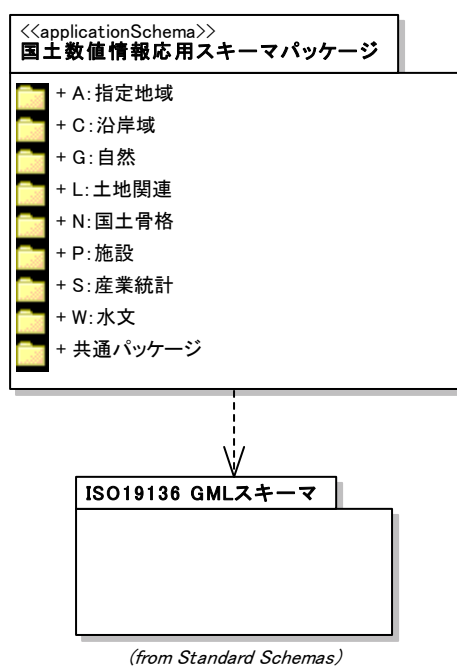 <<applicationSchema>>
国土数値情報応用スキーマパッケージ
+ A:指定地域
+ C:沿岸域
+ G:自然
+ L:土地関連
+ N:国土骨格
+ P:施設
+ S:産業統計
+ W:水文
+ 共通パッケージ
ISO19136 GMLスキーマ
(from Standard Schemas)